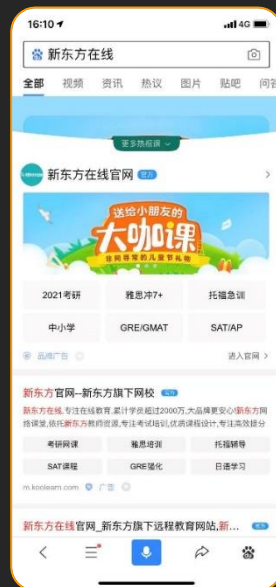 16:10
4G
新东方在线
全部 视频 资讯 热议 图片 贴吧 问答
更多热招课
新东方在线官网 官方
送给小朋友的
大咖课
非同寻常的儿童节礼物
2021考研 雅思冲7+ 托福急训
中小学 GRE/GMAT SAT/AP
品牌广告 进入官网 >
新东方官网--新东方旗下网校 官方
新东方在线,专注在线教育,累计学员超过2000万,大品牌更安心!新东方网
络课堂,依托新东方教师资源,专注考试培训,优质课程设计,专注高效提分
考研网课 雅思培训 托福辅导
SAT课程 GRE强化 日语学习
m.koolearn.com 广告
新东方在线官网_新东方旗下远程教育网站,新...